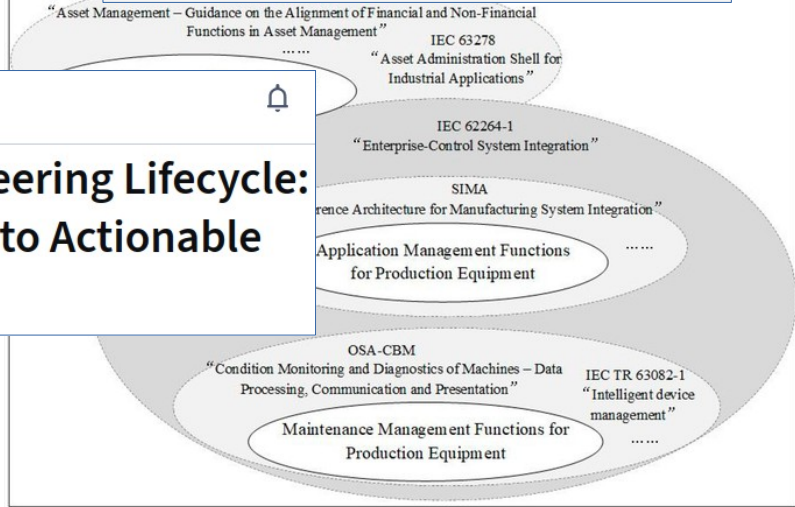 “Asset Management – Guidance on the Alignment of Financial and Non-Financial
Functions in Asset Management”
……
IEC 63278
“Asset Administration Shell for
Industrial Applications”
eering Lifecycle:
to Actionable
IEC 62264-1
“Enterprise-Control System Integration”
SIMA
rence Architecture for Manufacturing System Integration”
Application Management Functions
for Production Equipment
……
OSA-CBM
“Condition Monitoring and Diagnostics of Machines – Data
Processing, Communication and Presentation”
IEC TR 63082-1
“Intelligent device
management”
……
Maintenance Management Functions for
Production Equipment